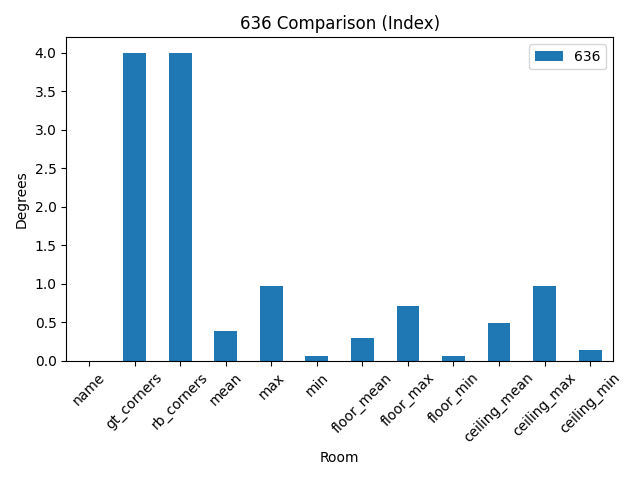 636 Comparison (Index)
636
Degrees
4.0
3.5
3.0
2.5
2.0
1.5
1.0
0.5
0.0
name
gt_corners
rb_corners
mean
max
min
floor_mean
floor_max
floor_min
ceiling_mean
ceiling_max
ceiling_min
Room